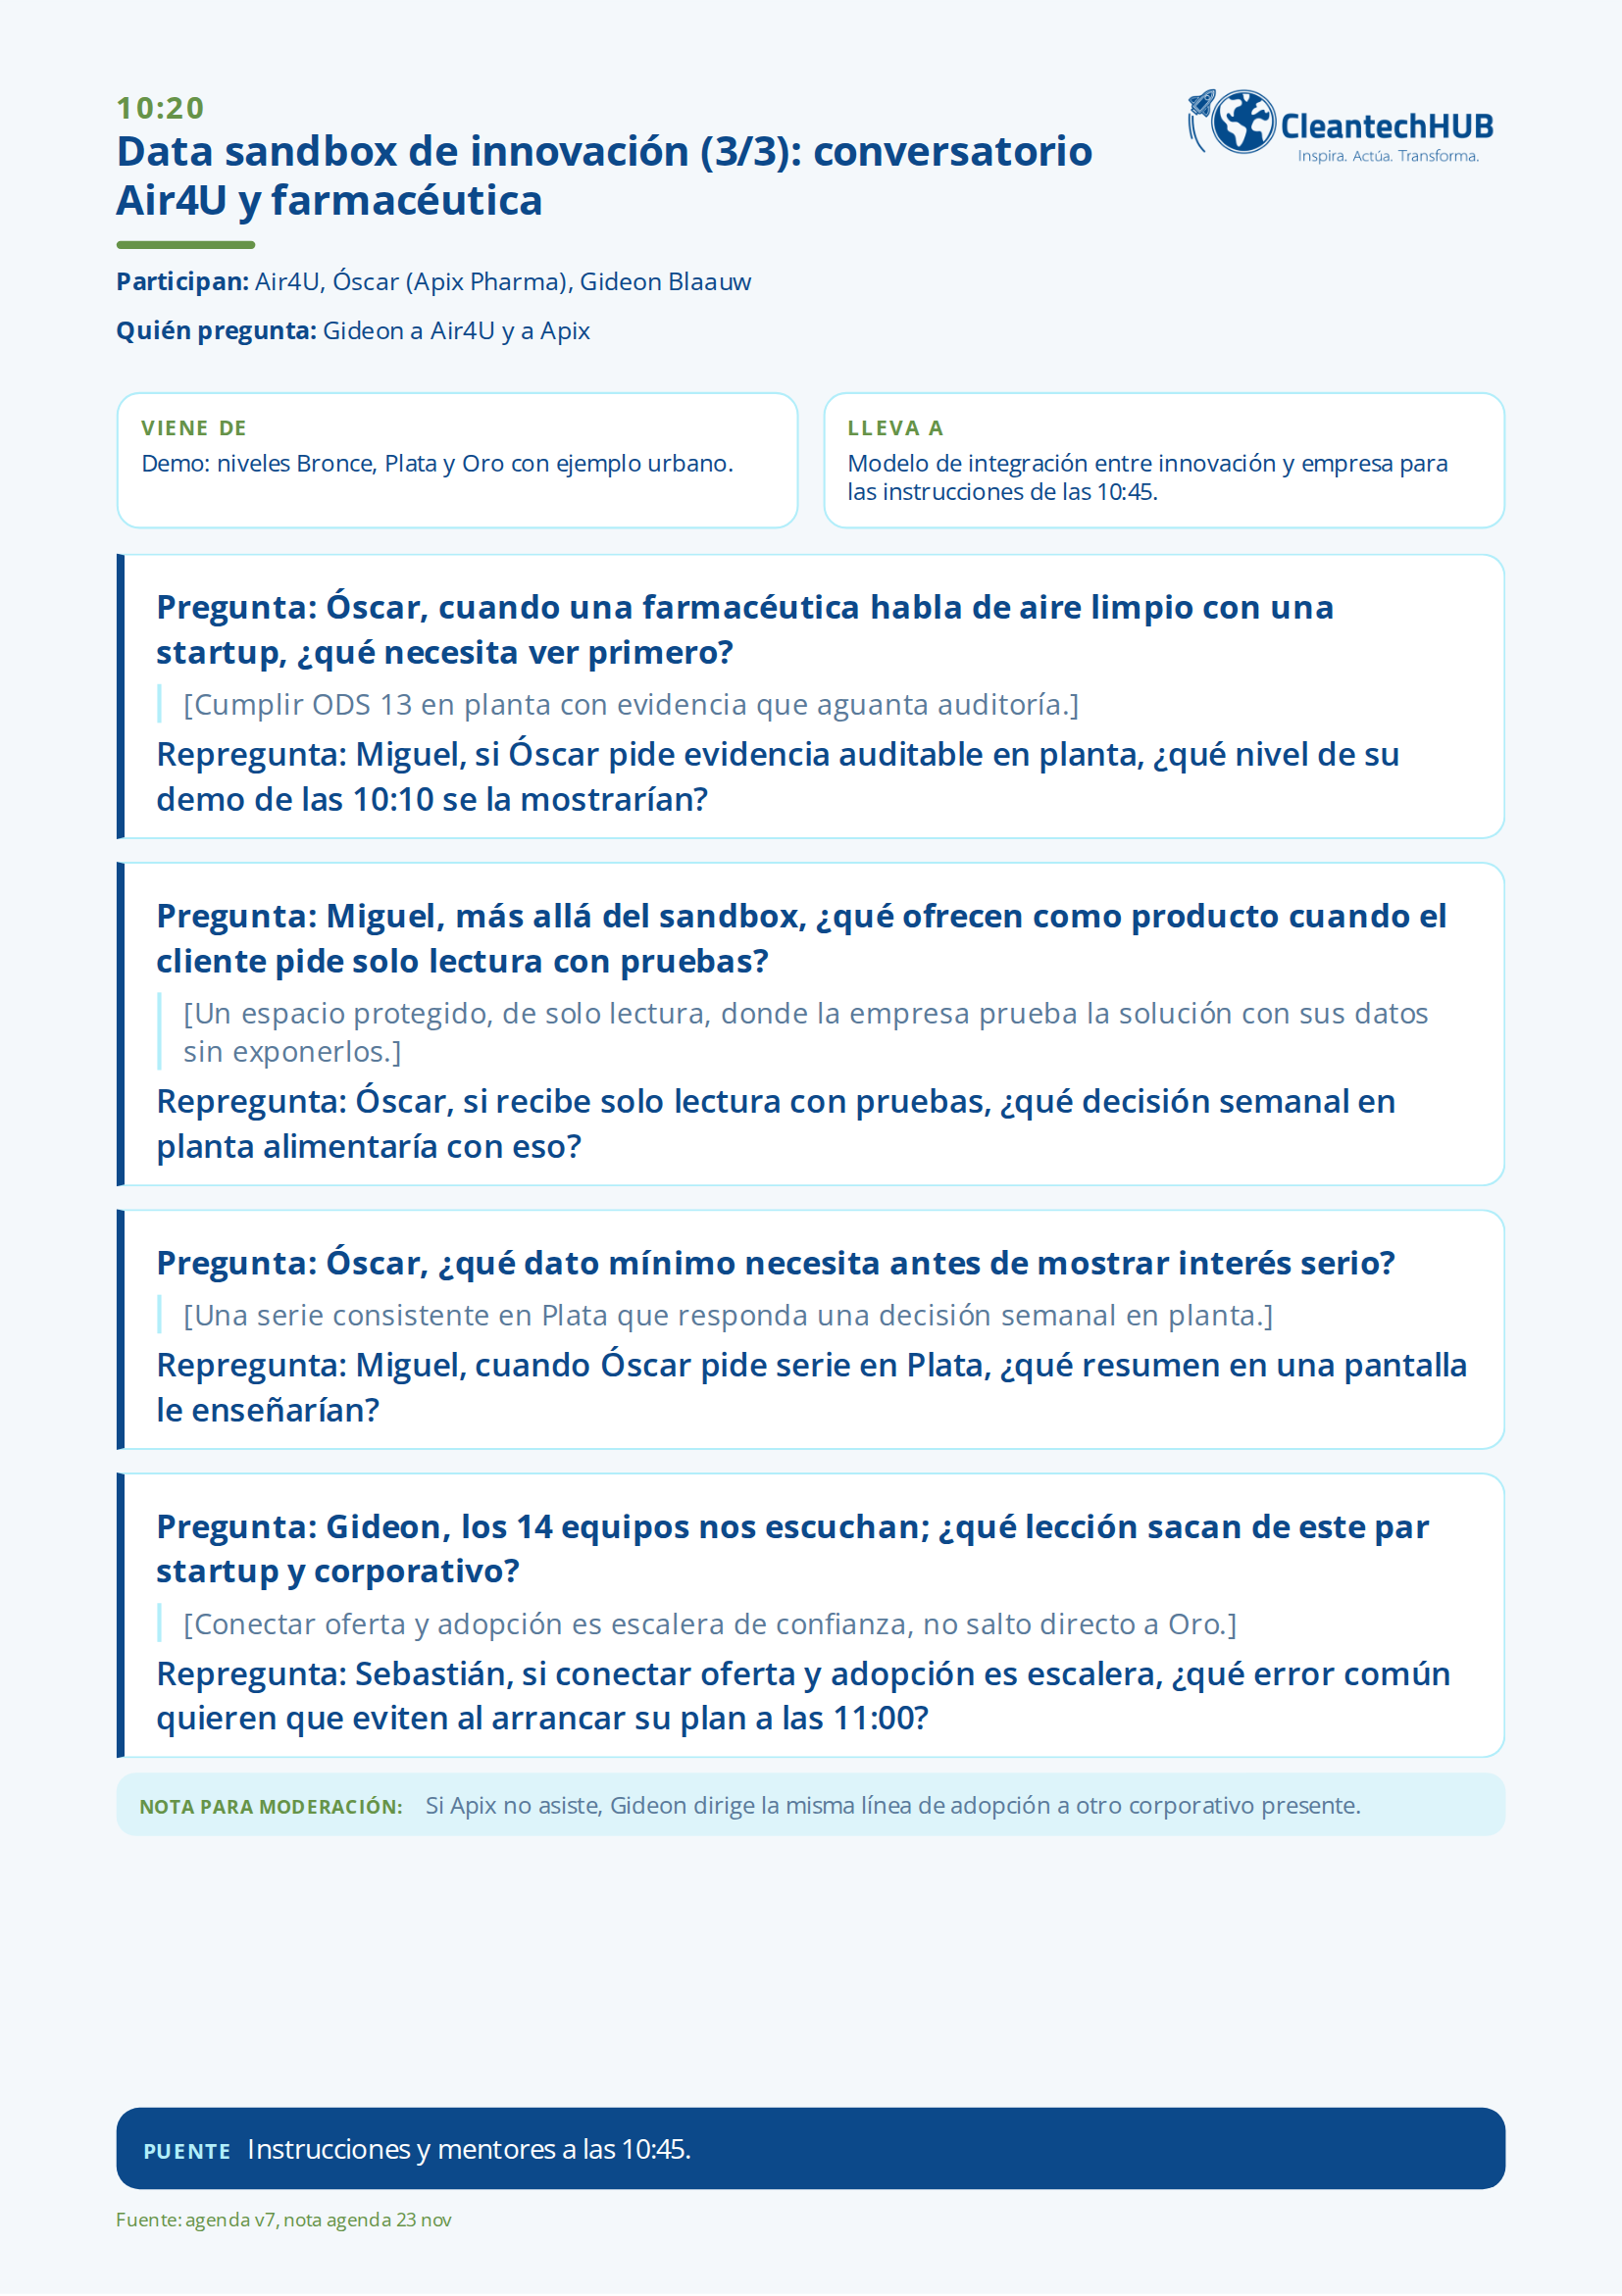 10:20
Data sandbox de innovación (3/3): conversatorio
Air4U y farmacéutica
CleantechHUB
Inspira. Actúa. Transforma.
Participan: Air4U, Óscar (Apix Pharma), Gideon Blaauw
Quién pregunta: Gideon a Air4U y a Apix
VIENE DE
Demo: niveles Bronce, Plata y Oro con ejemplo urbano.
LLEVA A
Modelo de integración entre innovación y empresa para
las instrucciones de las 10:45.
Pregunta: Óscar, cuando una farmacéutica habla de aire limpio con una
startup, ¿qué necesita ver primero?
[Cumplir ODS 13 en planta con evidencia que aguanta auditoría.]
Repregunta: Miguel, si Óscar pide evidencia auditable en planta, ¿qué nivel de su
demo de las 10:10 se la mostrarían?
Pregunta: Miguel, más allá del sandbox, ¿qué ofrecen como producto cuando el
cliente pide solo lectura con pruebas?
[Un espacio protegido, de solo lectura, donde la empresa prueba la solución con sus datos
sin exponerlos.]
Repregunta: Óscar, si recibe solo lectura con pruebas, ¿qué decisión semanal en
planta alimentaría con eso?
Pregunta: Óscar, ¿qué dato mínimo necesita antes de mostrar interés serio?
[Una serie consistente en Plata que responda una decisión semanal en planta.]
Repregunta: Miguel, cuando Óscar pide serie en Plata, ¿qué resumen en una pantalla
le enseñarían?
Pregunta: Gideon, los 14 equipos nos escuchan; ¿qué lección sacan de este par
startup y corporativo?
[Conectar oferta y adopción es escalera de confianza, no salto directo a Oro.]
Repregunta: Sebastián, si conectar oferta y adopción es escalera, ¿qué error común
quieren que eviten al arrancar su plan a las 11:00?
NOTA PARA MODERACIÓN: Si Apix no asiste, Gideon dirige la misma línea de adopción a otro corporativo presente.
PUENTE Instrucciones y mentores a las 10:45.
Fuente: agenda v7, nota agenda 23 nov